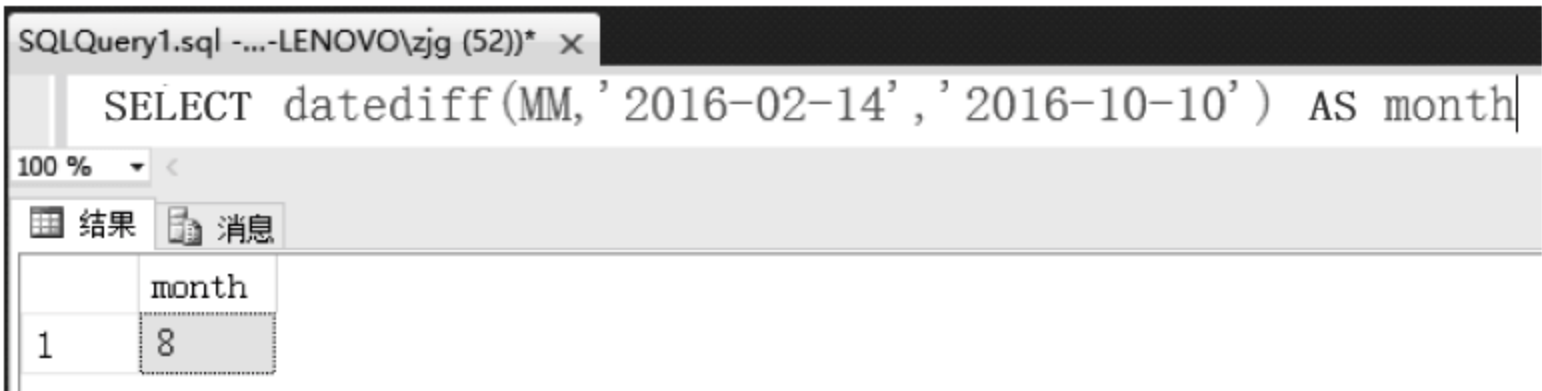 SQLQuery1.sql -...-LENOVO\zjg (52))* ×
SELECT datediff(MM,'2016-02-14','2016-10-10') AS month
100 %
结果 消息
month
1 8